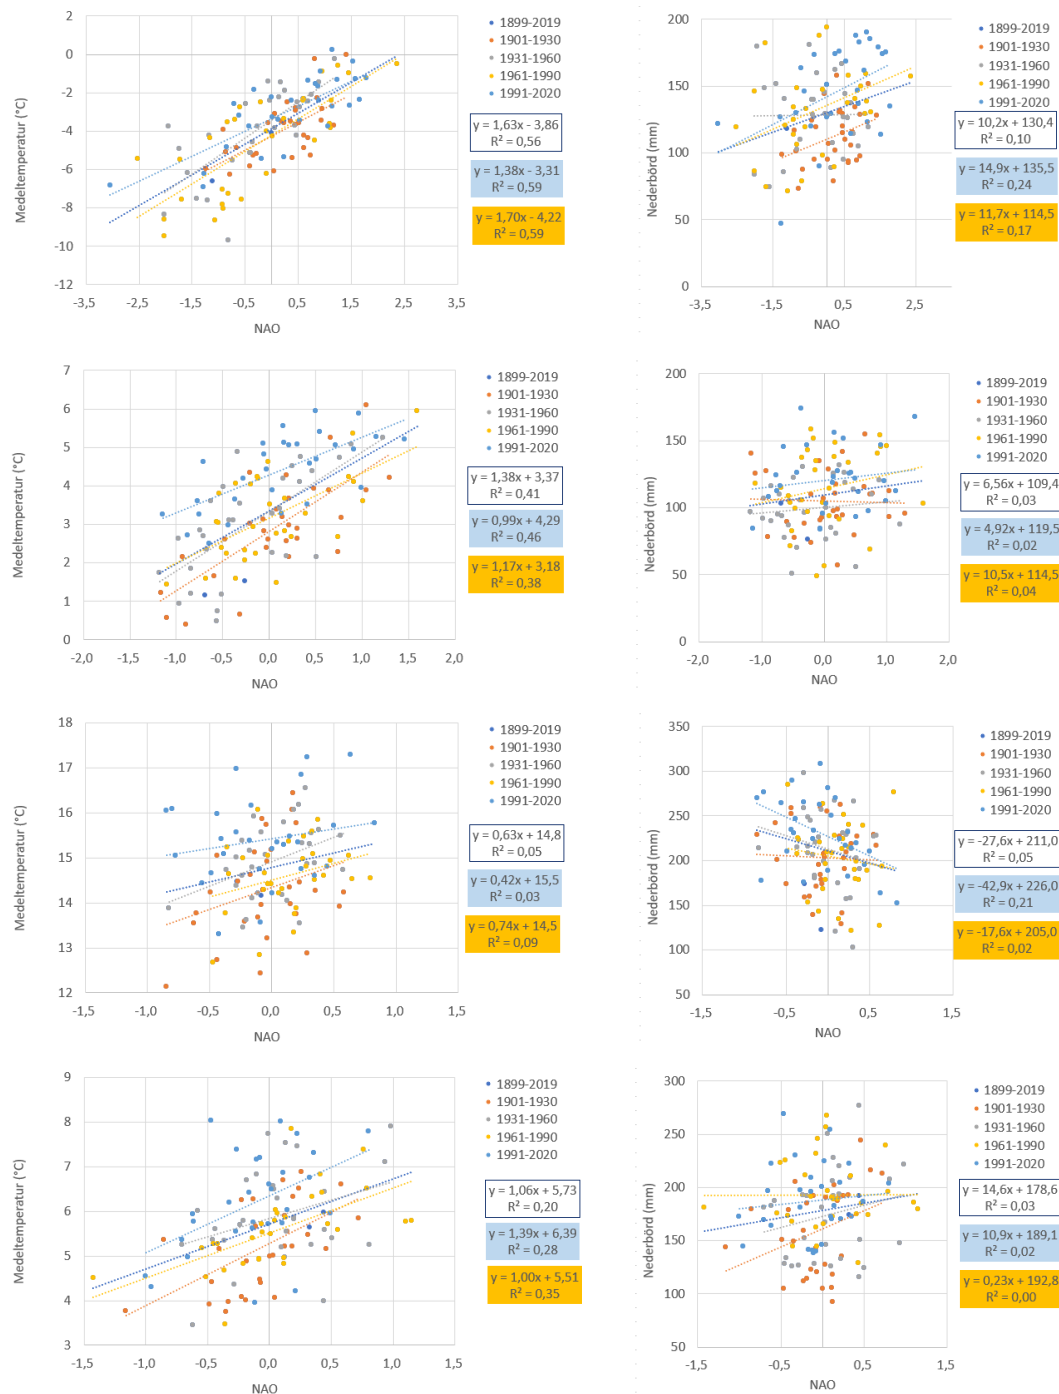 2
0
-2
-4
-6
-8
-10
-12
-3,5 -2,5 -1,5 -0,5 0,5 1,5 2,5 3,5
Medeltemperatur (°C)
NAO
1899-2019
1901-1930
1931-1960
1961-1990
1991-2020
y = 1,63x - 3,86
R² = 0,56
y = 1,38x - 3,31
R² = 0,59
y = 1,70x - 4,22
R² = 0,59
200
150
100
50
0
-3,5 -1,5 0,5 2,5
Nederbörd (mm)
NAO
1899-2019
1901-1930
1931-1960
1961-1990
1991-2020
y = 10,2x + 130,4
R² = 0,10
y = 14,9x + 135,5
R² = 0,24
y = 11,7x + 114,5
R² = 0,17
7
6
5
4
3
2
1
0
-2,0 -1,5 -1,0 -0,5 0,0 0,5 1,0 1,5 2,0
Medeltemperatur (°C)
NAO
1899-2019
1901-1930
1931-1960
1961-1990
1991-2020
y = 1,38x + 3,37
R² = 0,41
y = 0,99x + 4,29
R² = 0,46
y = 1,17x + 3,18
R² = 0,38
200
150
100
50
0
-2,0 -1,0 0,0 1,0 2,0
Nederbörd (mm)
NAO
1899-2019
1901-1930
1931-1960
1961-1990
1991-2020
y = 6,56x + 109,4
R² = 0,03
y = 4,92x + 119,5
R² = 0,02
y = 10,5x + 114,5
R² = 0,04
18
17
16
15
14
13
12
-1,5 -1,0 -0,5 0,0 0,5 1,0 1,5
Medeltemperatur (°C)
NAO
1899-2019
1901-1930
1931-1960
1961-1990
1991-2020
y = 0,63x + 14,8
R² = 0,05
y = 0,42x + 15,5
R² = 0,03
y = 0,74x + 14,5
R² = 0,09
350
300
250
200
150
100
50
-1,5 -0,5 0,5 1,5
Nederbörd (mm)
NAO
1899-2019
1901-1930
1931-1960
1961-1990
1991-2020
y = -27,6x + 211,0
R² = 0,05
y = -42,9x + 226,0
R² = 0,21
y = -17,6x + 205,0
R² = 0,02
9
8
7
6
5
4
3
-1,5 -1,0 -0,5 0,0 0,5 1,0 1,5
Medeltemperatur (°C)
NAO
1899-2019
1901-1930
1931-1960
1961-1990
1991-2020
y = 1,06x + 5,73
R² = 0,20
y = 1,39x + 6,39
R² = 0,28
y = 1,00x + 5,51
R² = 0,35
300
250
200
150
100
50
-1,5 -0,5 0,5 1,5
Nederbörd (mm)
NAO
1899-2019
1901-1930
1931-1960
1961-1990
1991-2020
y = 14,6x + 178,6
R² = 0,03
y = 10,9x + 189,1
R² = 0,02
y = 0,23x + 192,8
R² = 0,00